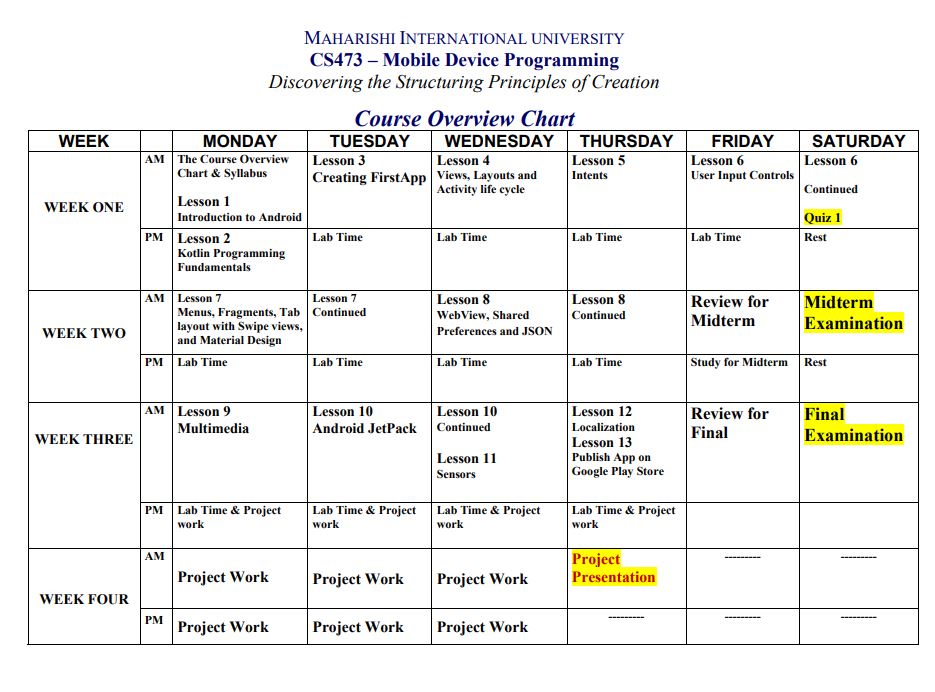 MAHARISHI INTERNATIONAL UNIVERSITY
CS473 – Mobile Device Programming
Discovering the Structuring Principles of Creation
Course Overview Chart
WEEK MONDAY TUESDAY WEDNESDAY THURSDAY FRIDAY SATURDAY
WEEK ONE
AM
The Course Overview
Chart & Syllabus
Lesson 1
Introduction to Android
Lesson 3
Creating FirstApp
Lesson 4
Views, Layouts and
Activity life cycle
Lesson 5
Intents
Lesson 6
User Input Controls
Lesson 6
Continued
Quiz 1
PM
Lesson 2
Kotlin Programming
Fundamentals
Lab Time
Lab Time
Lab Time
Lab Time
Rest
WEEK TWO
AM
Lesson 7
Menus, Fragments, Tab
layout with Swipe views,
and Material Design
Lesson 7
Continued
Lesson 8
WebView, Shared
Preferences and JSON
Lesson 8
Continued
Review for
Midterm
Midterm
Examination
PM
Lab Time
Lab Time
Lab Time
Lab Time
Study for Midterm
Rest
WEEK THREE
AM
Lesson 9
Multimedia
Lesson 10
Android JetPack
Lesson 10
Continued
Lesson 11
Sensors
Lesson 12
Localization
Lesson 13
Publish App on
Google Play Store
Review for
Final
Final
Examination
PM
Lab Time & Project
work
Lab Time & Project
work
Lab Time & Project
work
Lab Time & Project
work
WEEK FOUR
AM
Project Work
Project Work
Project Work
Project
Presentation
---------
---------
PM
Project Work
Project Work
Project Work
---------
---------
---------